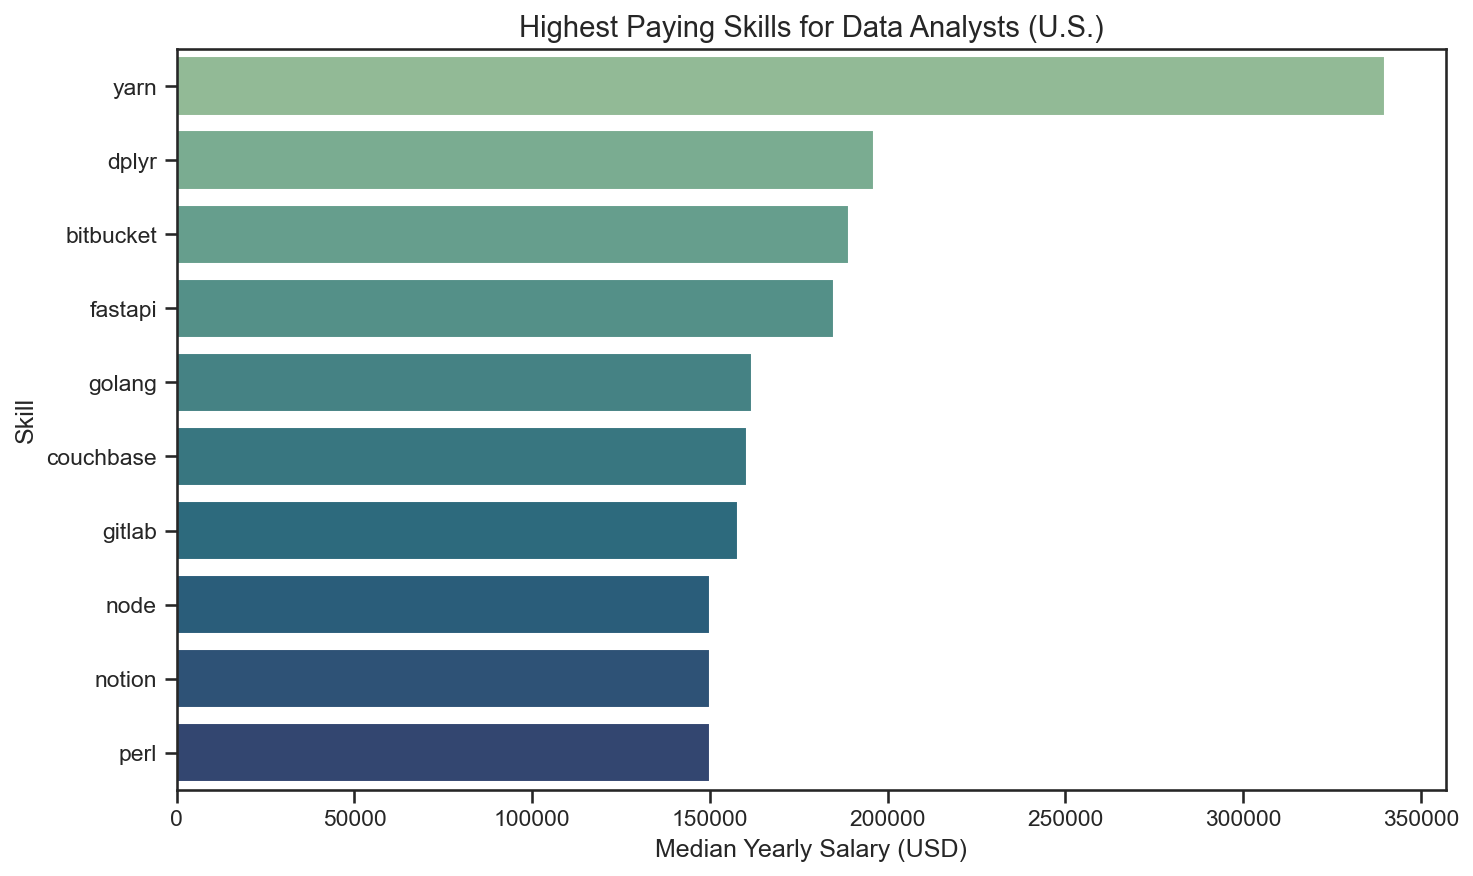 Highest Paying Skills for Data Analysts (U.S.)
yarn
dplyr
bitbucket
fastapi
golang
couchbase
gitlab
node
notion
perl
Skill
0 50000 100000 150000 200000 250000 300000 350000
Median Yearly Salary (USD)